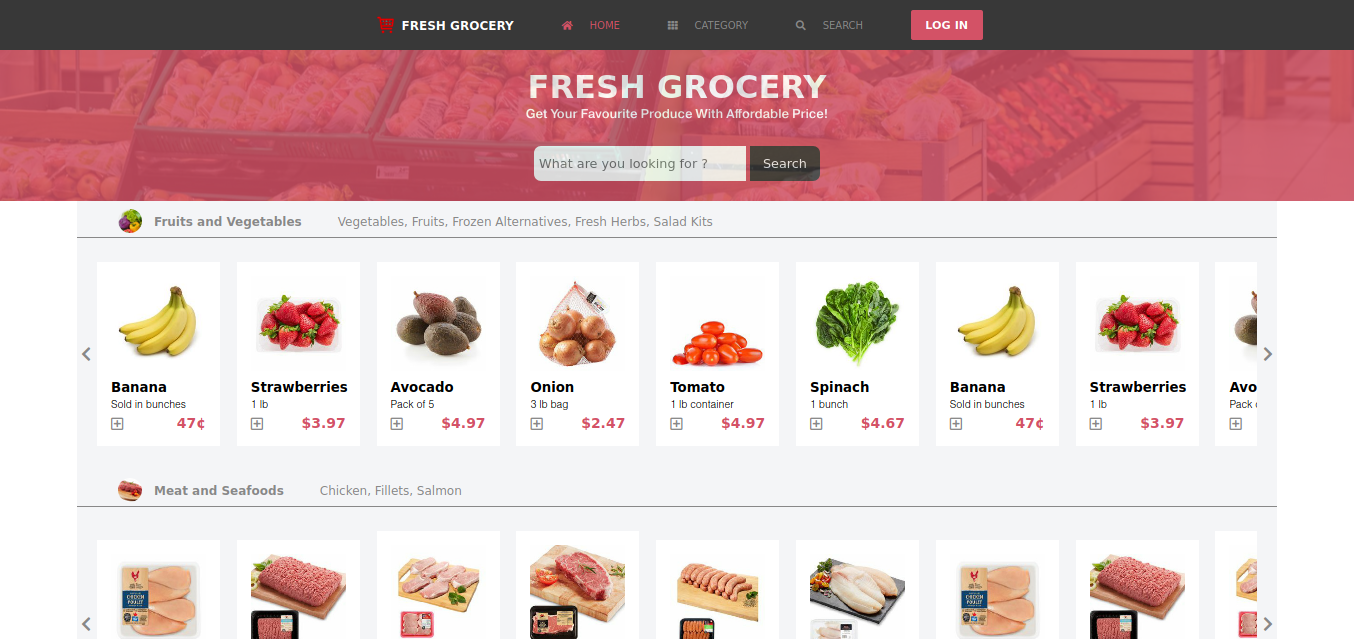 FRESH GROCERY HOME CATEGORY SEARCH LOG IN
FRESH GROCERY
Get Your Favourite Produce With Affordable Price!
What are you looking for ? Search
Fruits and Vegetables Vegetables, Fruits, Frozen Alternatives, Fresh Herbs, Salad Kits
Banana Strawberries Avocado Onion Tomato Spinach Banana Strawberries Avo
Sold in bunches 1 lb Pack of 5 3 lb bag 1 lb container 1 bunch Sold in bunches 1 lb Pack
47¢ $3.97 $4.97 $2.47 $4.97 $4.67 47¢ $3.97
Meat and Seafoods Chicken, Fillets, Salmon